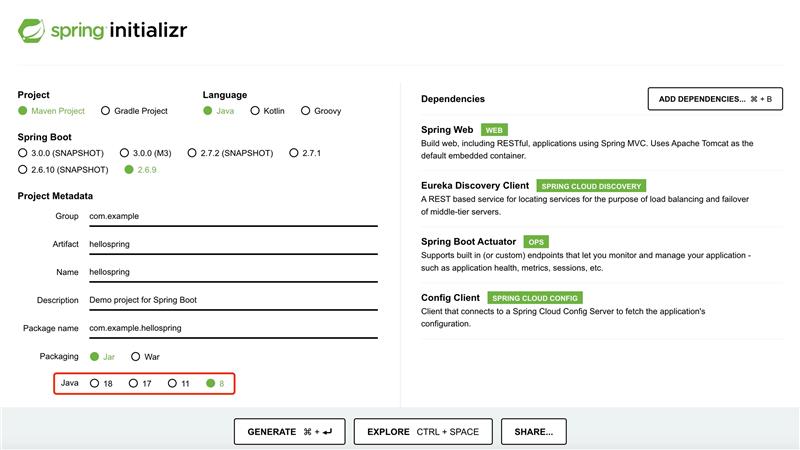 spring initializr
Project
Maven Project Gradle Project
Language
Java Kotlin Groovy
Spring Boot
3.0.0 (SNAPSHOT) 3.0.0 (M3) 2.7.2 (SNAPSHOT) 2.7.1
2.6.10 (SNAPSHOT) 2.6.9
Project Metadata
Group com.example
Artifact hellospring
Name hellospring
Description Demo project for Spring Boot
Package name com.example.hellospring
Packaging Jar War
Java 18 17 11 8
Dependencies ADD DEPENDENCIES... ⌘ + B
Spring Web WEB
Build web, including RESTful, applications using Spring MVC. Uses Apache Tomcat as the
default embedded container.
Eureka Discovery Client SPRING CLOUD DISCOVERY
A REST based service for locating services for the purpose of load balancing and failover
of middle-tier servers.
Spring Boot Actuator OPS
Supports built in (or custom) endpoints that let you monitor and manage your application -
such as application health, metrics, sessions, etc.
Config Client SPRING CLOUD CONFIG
Client that connects to a Spring Cloud Config Server to fetch the application's
configuration.
GENERATE ⌘ + ↵ EXPLORE CTRL + SPACE SHARE...